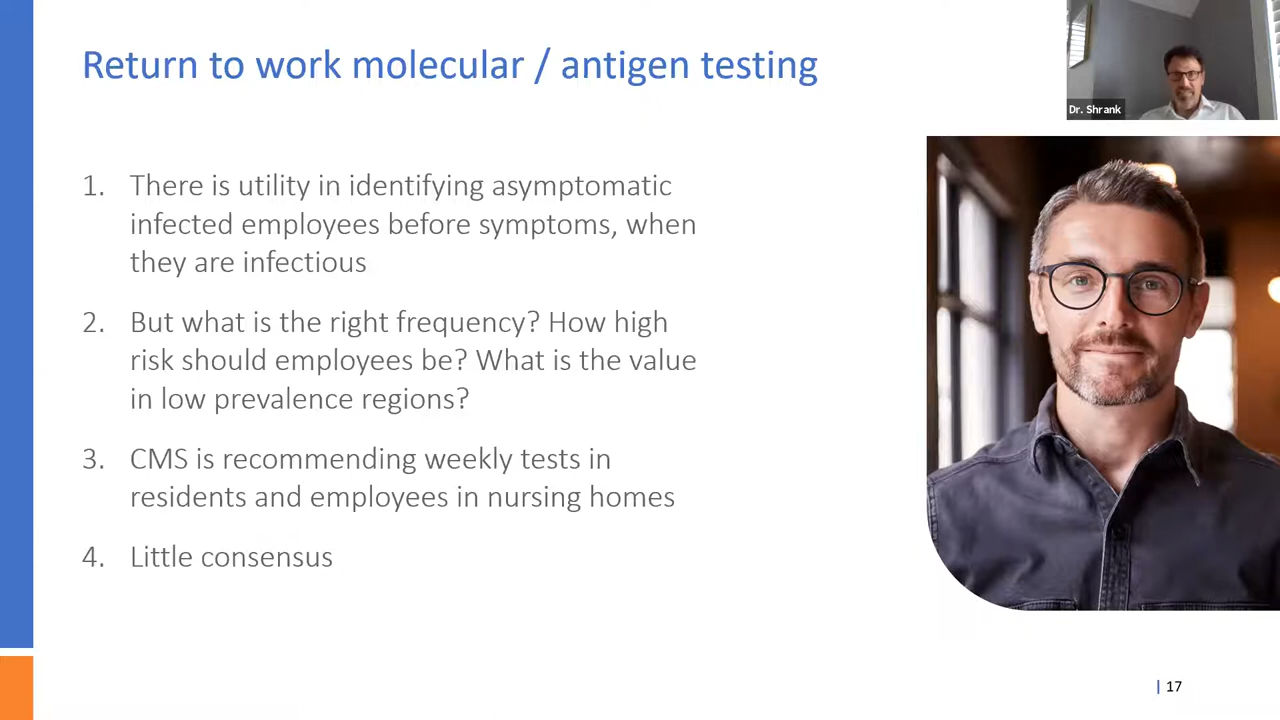 Return to work molecular / antigen testing
Dr. Shrank
1. There is utility in identifying asymptomatic
infected employees before symptoms, when
they are infectious
2. But what is the right frequency? How high
risk should employees be? What is the value
in low prevalence regions?
3. CMS is recommending weekly tests in
residents and employees in nursing homes
4. Little consensus
| 17